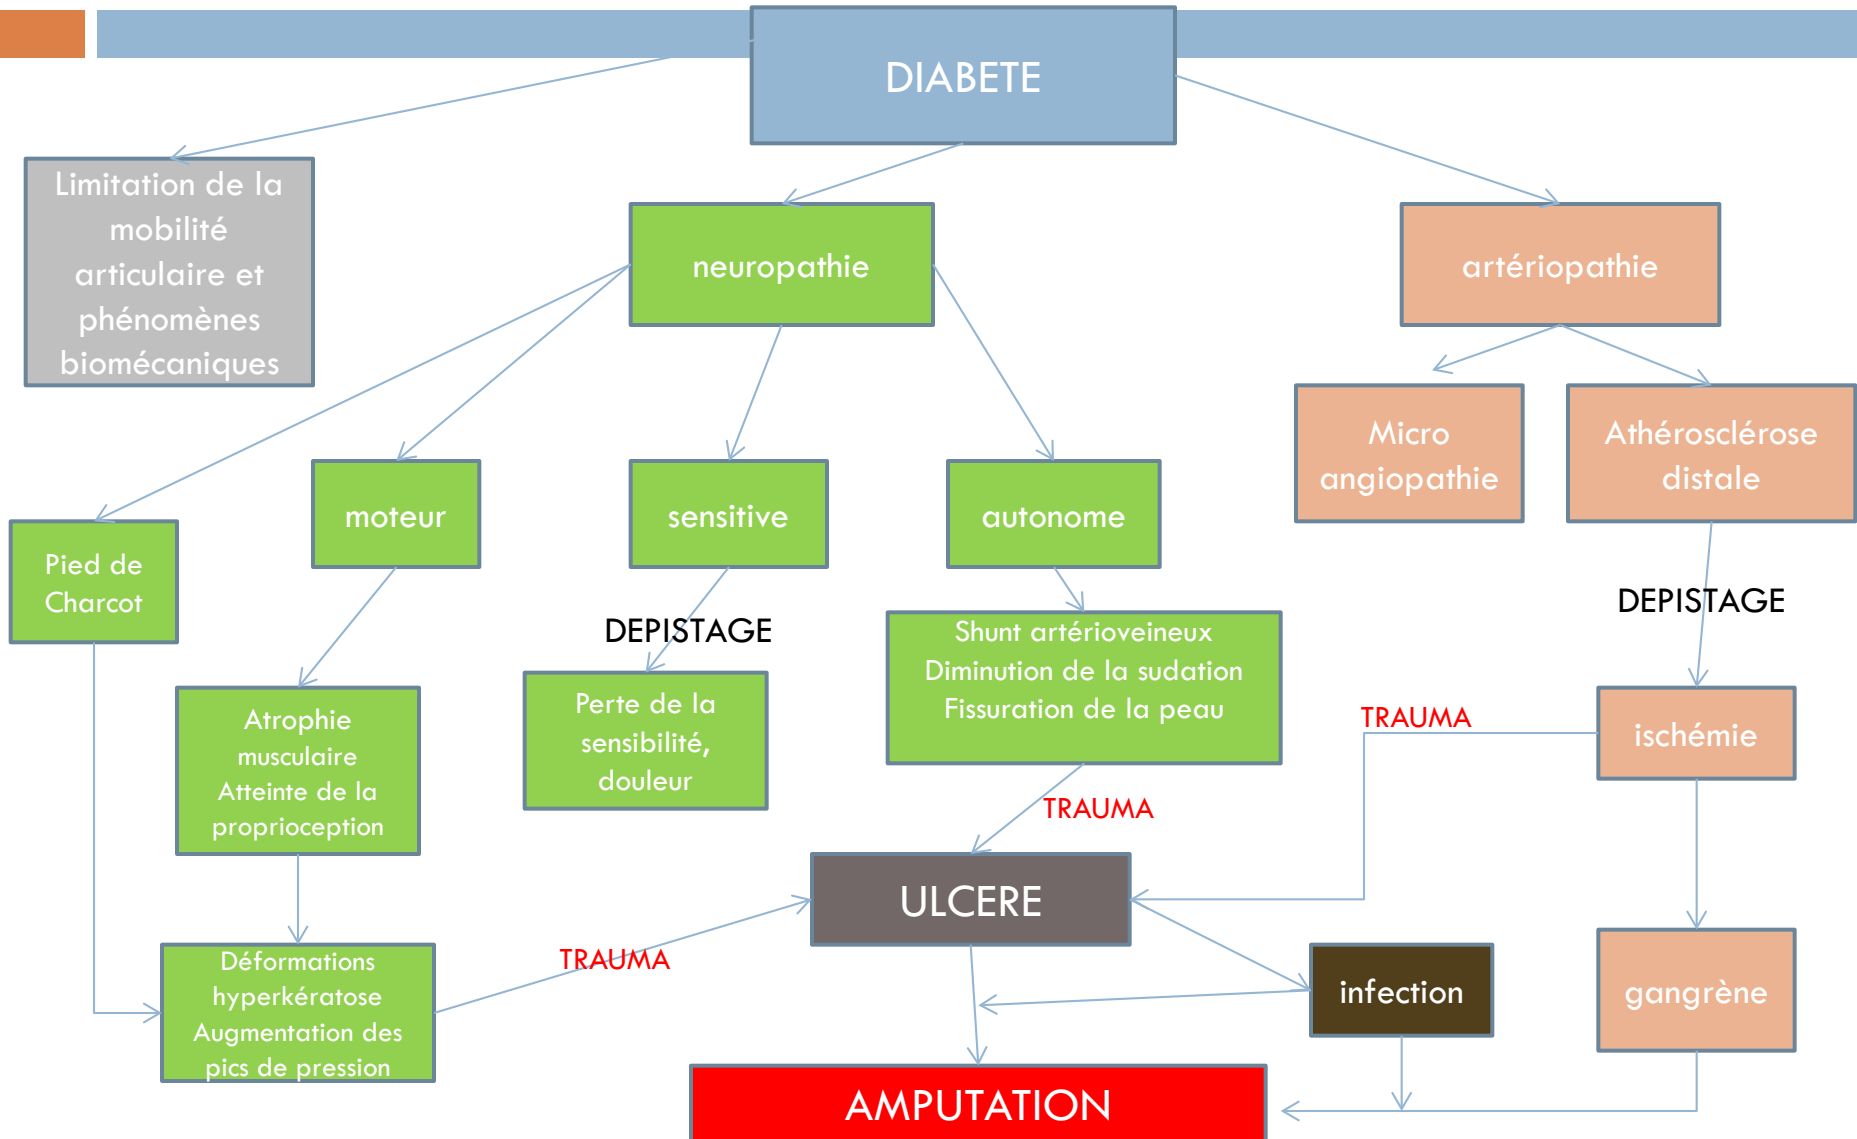 DIABETE
Limitation de la
mobilité
articulaire et
phénomènes
biomécaniques
neuropathie
artériopathie
Micro
angiopathie
Athérosclérose
distale
moteur
sensitive
autonome
Pied de
Charcot
DEPISTAGE
DEPISTAGE
Shunt artérioveineux
Diminution de la sudation
Fissuration de la peau
Atrophie
musculaire
Atteinte de la
proprioception
Perte de la
sensibilité,
douleur
TRAUMA
ischémie
TRAUMA
ULCERE
TRAUMA
Déformations
hyperkératose
Augmentation des
pics de pression
infection
gangrène
AMPUTATION